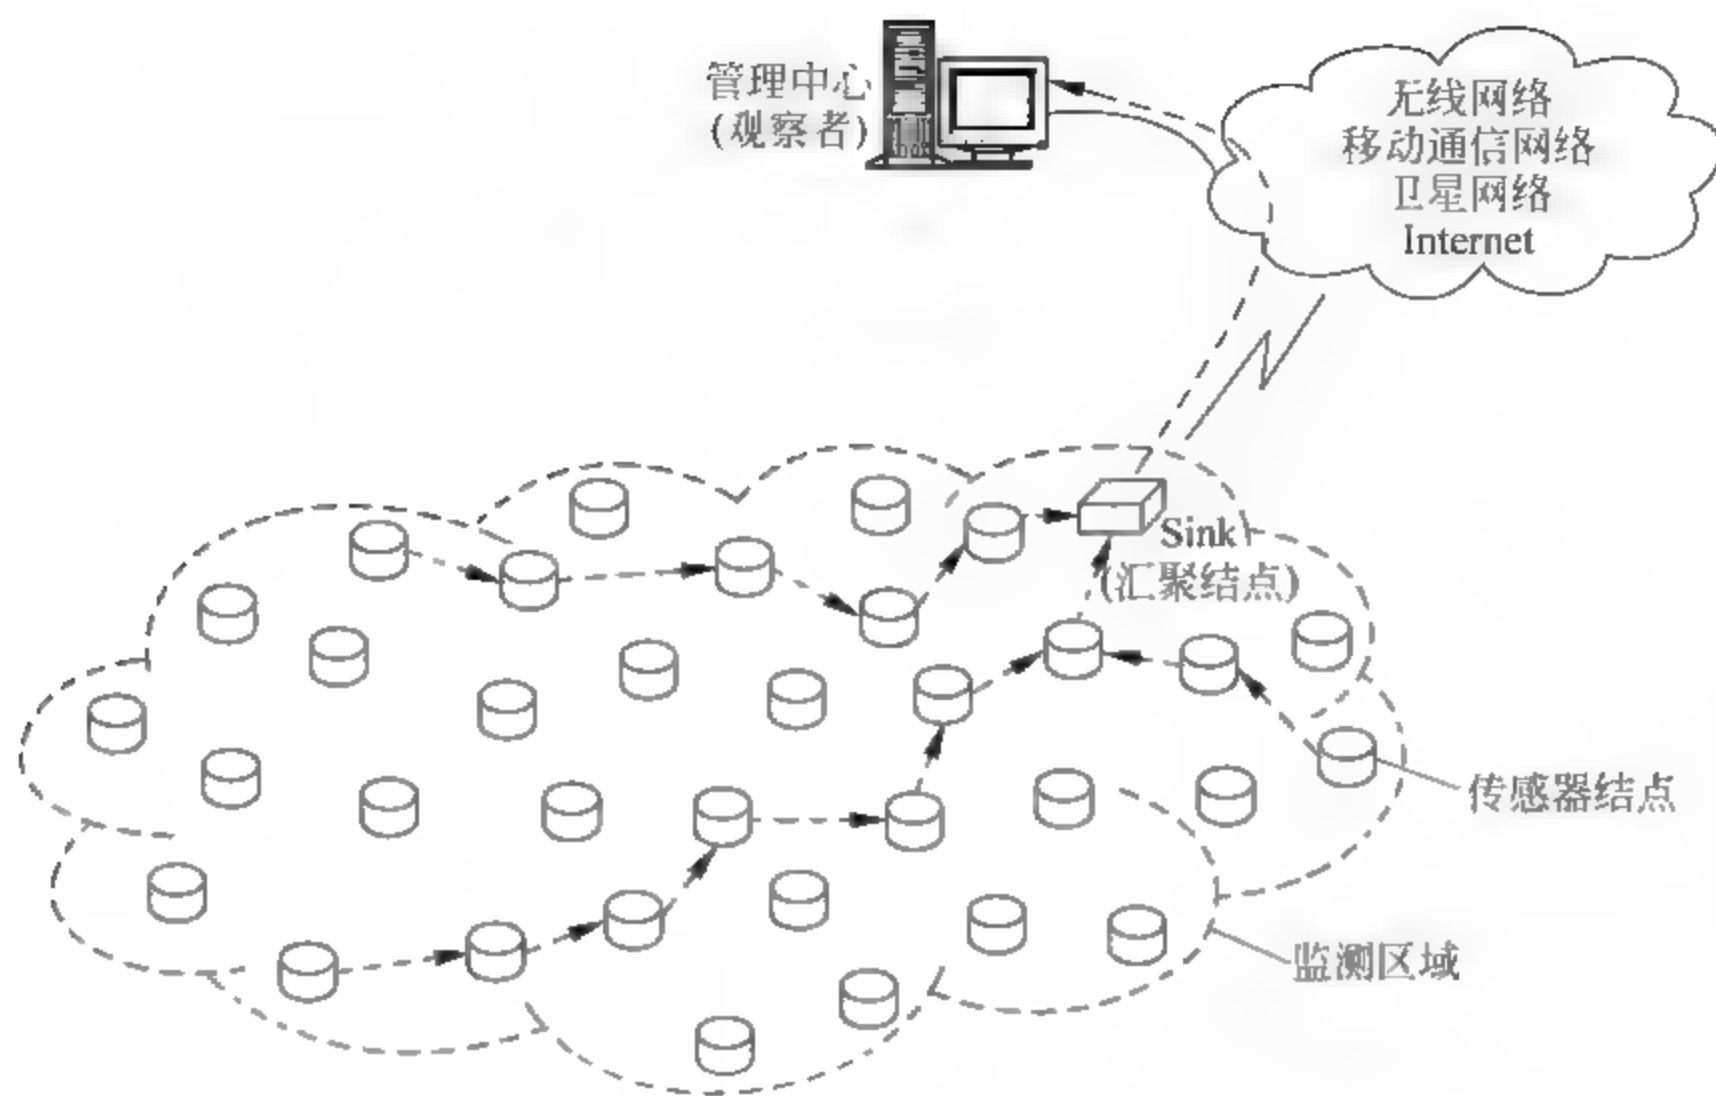 管理中心
(观察者)
无线网络
移动通信网络
卫星网络
Internet
Sink
(汇聚结点)
传感器结点
监测区域